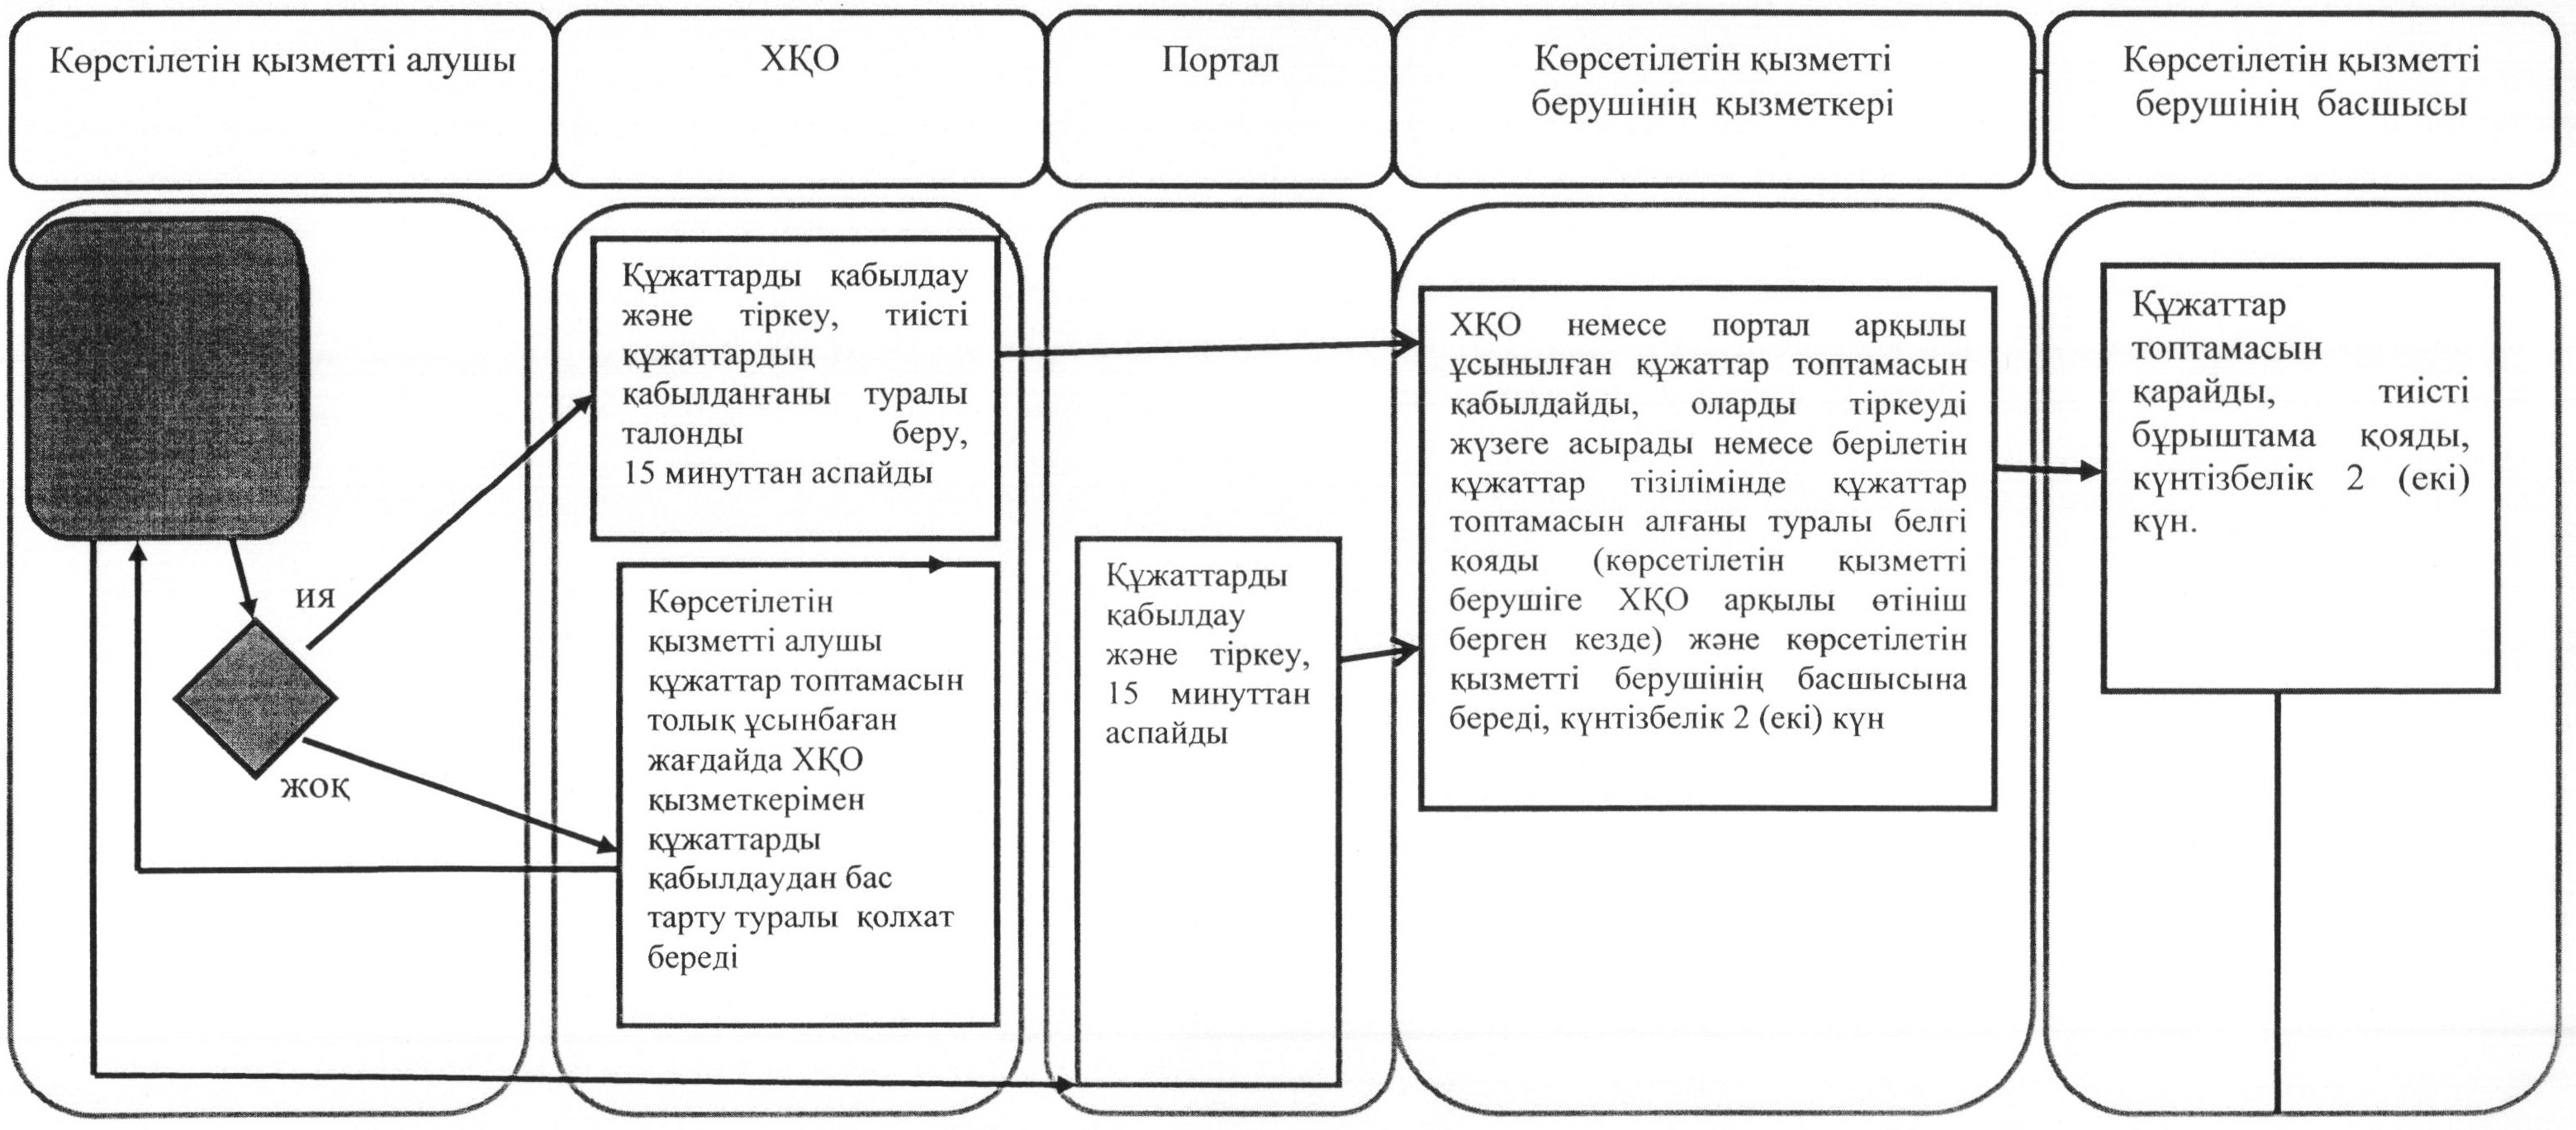 Көрстілетін қызметті алушы
ХҚО
Портал
Көрсетілетін қызметті
берушінің қызметкері
Көрсетілетін қызметті
берушінің басшысы
ия
жоқ
Құжаттарды қабылдау
және тіркеу, тиісті
құжаттардың
қабылданғаны туралы
талонды беру,
15 минуттан аспайды
Көрсетілетін
қызметті алушы
құжаттар топтамасын
толық ұсынбаған
жағдайда ХҚО
қызметкерімен
құжаттарды
қабылдаудан бас
тарту туралы қолхат
береді
Құжаттарды
қабылдау
және тіркеу,
15 минуттан
аспайды
ХҚО немесе портал арқылы
ұсынылған құжаттар топтамасын
қабылдайды, оларды тіркеуді
жүзеге асырады немесе берілетін
құжаттар тізілімінде құжаттар
топтамасын алғаны туралы белгі
қояды (көрсетілетін қызметті
берушіге ХҚО арқылы өтініш
берген кезде) және көрсетілетін
қызметті берушінің басшысына
береді, күнтізбелік 2 (екі) күн
Құжаттар
топтамасын
қарайды, тиісті
бұрыштама қояды,
күнтізбелік 2 (екі)
күн.